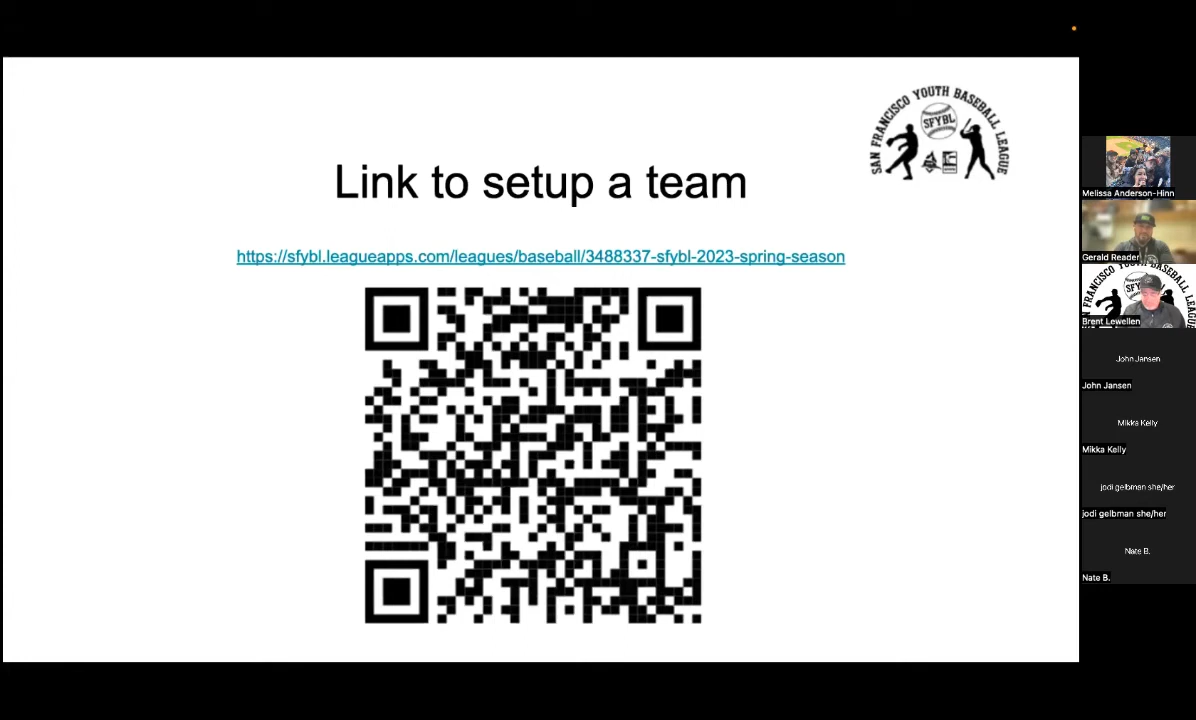 SAN FRANCISCO YOUTH BASEBALL LEAGUE
SFYBL
Link to setup a team
https://sfybl.leagueapps.com/leagues/baseball/3488337-sfybl-2023-spring-season
Melissa Anderson-Hinn
Gerald Reader
Brent Lewellen
John Jansen
John Jansen
Mikka Kelly
Mikka Kelly
jodi gelbman she/her
jodi gelbman she/her
Nate B.
Nate B.